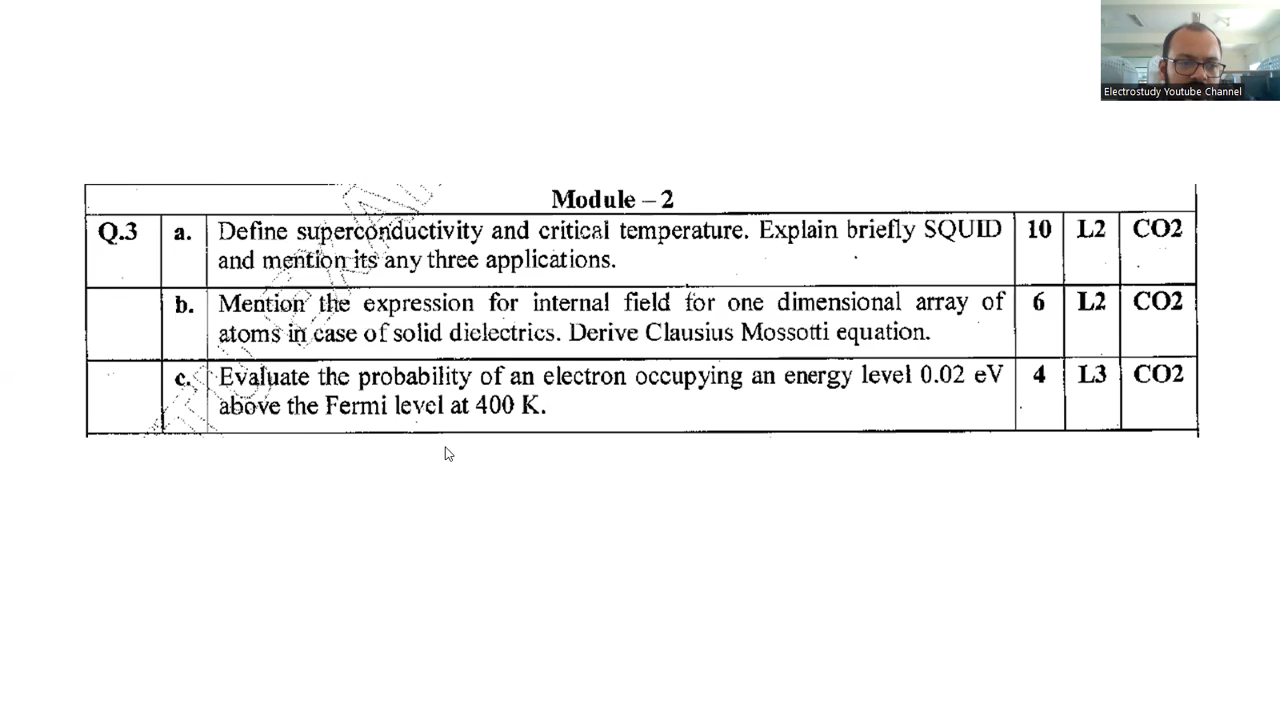 Electrostudy Youtube Channel
Module – 2
Q.3 a. Define superconductivity and critical temperature. Explain briefly SQUID 10 L2 CO2
and mention its any three applications.
b. Mention the expression for internal field for one dimensional array of 6 L2 CO2
atoms in case of solid dielectrics. Derive Clausius Mossotti equation.
c. Evaluate the probability of an electron occupying an energy level 0.02 eV 4 L3 CO2
above the Fermi level at 400 K.